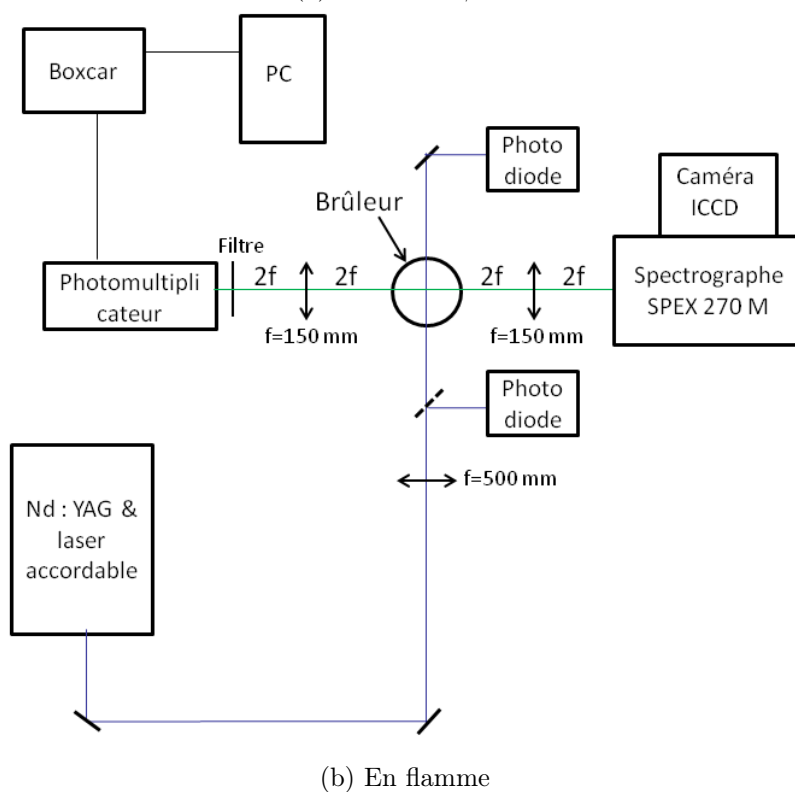 Boxcar
PC
Photo
diode
Caméra
ICCD
Brûleur
Filtre
Photomultipli
cateur
2f
2f
2f
2f
Spectrographe
SPEX 270 M
f=150 mm
f=150 mm
Photo
diode
f=500 mm
Nd : YAG &
laser
accordable
(b) En flamme